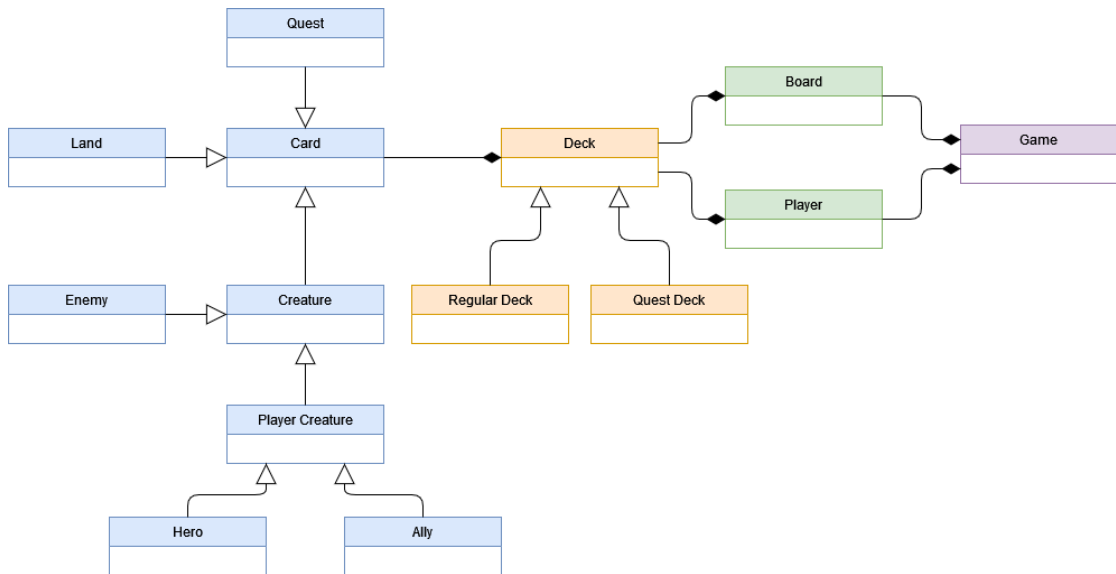 Quest
Board
Land
Card
Deck
Game
Player
Enemy
Creature
Regular Deck
Quest Deck
Player Creature
Hero
Ally